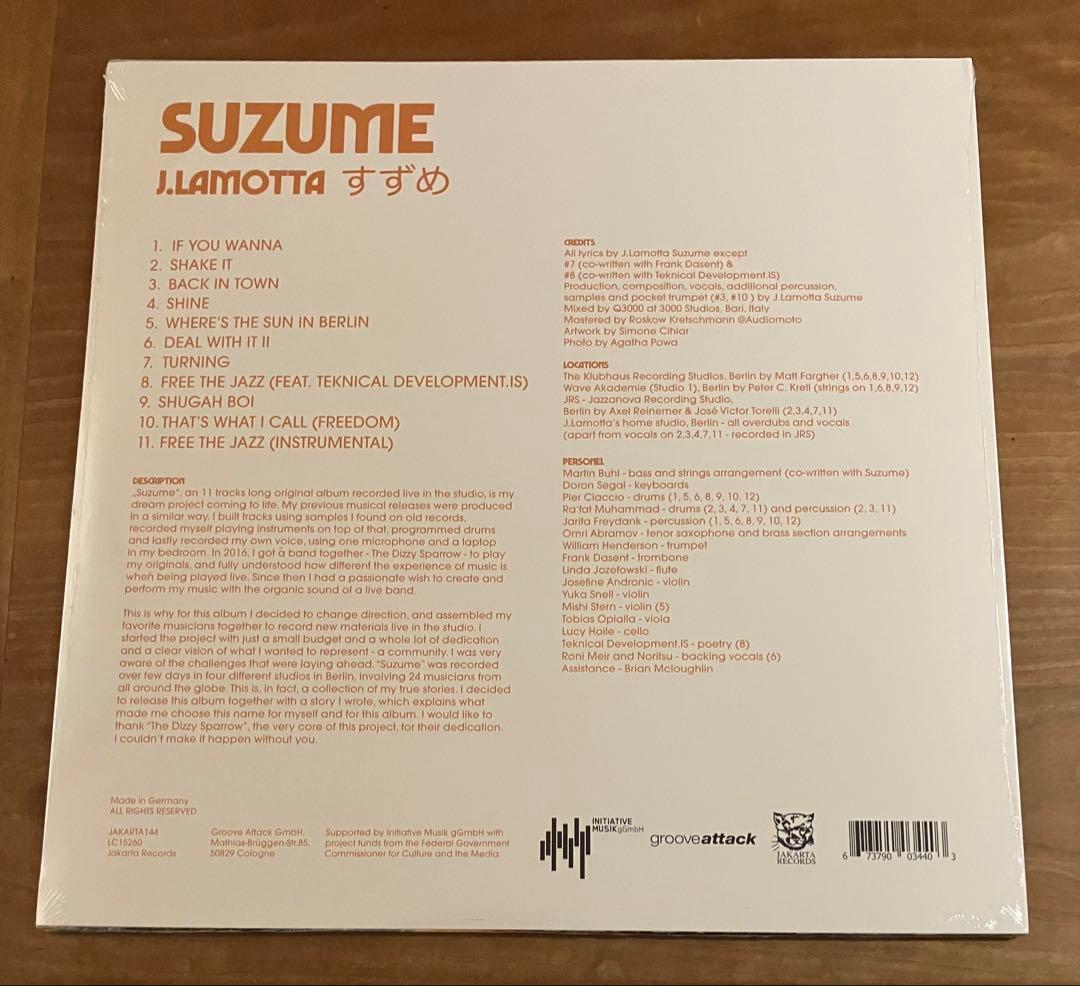 SUZUME
J.LAMOTTA すずめ
1. IF YOU WANNA
2. SHAKE IT
3. BACK IN TOWN
4. SHINE
5. WHERE'S THE SUN IN BERLIN
6. DEAL WITH IT II
7. TURNING
8. FREE THE JAZZ (FEAT. TEKNICAL DEVELOPMENT.IS)
9. SHUGAH BOI
10. THAT'S WHAT I CALL (FREEDOM)
11. FREE THE JAZZ (INSTRUMENTAL)
DESCRIPTION
„Suzume", an 11 tracks long original album recorded live in the studio, is my
dream project coming to life. My previous musical releases were produced
in a similar way. I built tracks using samples I found on old records,
recorded myself playing instruments on top of that, programmed drums
and lastly recorded my own voice, using one microphone and a laptop
in my bedroom. In 2016, I got a band together - The Dizzy Sparrow - to play
my originals, and fully understood how different the experience of music is
when being played live. Since then I had a passionate wish to create and
perform my music with the organic sound of a live band.
This is why for this album I decided to change direction, and assembled my
favorite musicians together to record new materials live in the studio. I
started the project with just a small budget and a whole lot of dedication
and a clear vision of what I wanted to represent - a community. I was very
aware of the challenges that were laying ahead. "Suzume" was recorded
over few days in four different studios in Berlin, involving 24 musicians from
all around the globe. This is, in fact, a collection of my true stories. I decided
to release this album together with a story I wrote, which explains what
made me choose this name for myself and for this album. I would like to
thank "The Dizzy Sparrow", the very core of this project, for their dedication.
I couldn't make it happen without you.
CREDITS
All lyrics by J.Lamotta Suzume except
#7 (co-written with Frank Dasent) &
#8 (co-written with Teknical Development.IS)
Production, composition, vocals, additional percussion,
samples and pocket trumpet (#3, #10 ) by J.Lamotta Suzume
Mixed by Q3000 at 3000 Studios, Bari, Italy
Mastered by Roskow Kretschmann @Audiomoto
Artwork by Simone Cihlar
Photo by Agatha Powa
LOCATIONS
The Klubhaus Recording Studios, Berlin by Matt Fargher (1,5,6,8,9,10,12)
Wave Akademie (Studio 1), Berlin by Peter C. Krell (strings on 1,6,8,9,12)
JRS - Jazzanova Recording Studio,
Berlin by Axel Reinemer & José Victor Torelli (2,3,4,7,11)
J.Lamotta's home studio, Berlin - all overdubs and vocals
(apart from vocals on 2,3,4,7,11 - recorded in JRS)
PERSONEL
Martin Buhl - bass and strings arrangement (co-written with Suzume)
Doron Segal - keyboards
Pier Ciaccio - drums (1, 5, 6, 8, 9, 10, 12)
Ra'fat Muhammad - drums (2, 3, 4, 7, 11) and percussion (2, 3, 11)
Jarita Freydank - percussion (1, 5, 6, 8, 9, 10, 12)
Omri Abramov - tenor saxophone and brass section arrangements
William Henderson - trumpet
Frank Dasent - trombone
Linda Jozefowski - flute
Josefine Andronic - violin
Yuka Snell - violin
Mishi Stern - violin (5)
Tobias Opialla - viola
Lucy Hoile - cello
Teknical Development.IS - poetry (8)
Roni Meir and Noritsu - backing vocals (6)
Assistance - Brian Mcloughlin
Made in Germany
ALL RIGHTS RESERVED
JAKARTA144
LC15260
Jakarta Records
Groove Attack GmbH,
Mathias-Brüggen-Str.85,
50829 Cologne
Supported by Initiative Musik gGmbH with
project funds from the Federal Government
Commissioner for Culture and the Media.
INITIATIVE
MUSIKgGmbH
grooveattack
JAKARTA
RECORDS
6 73790 03440 3